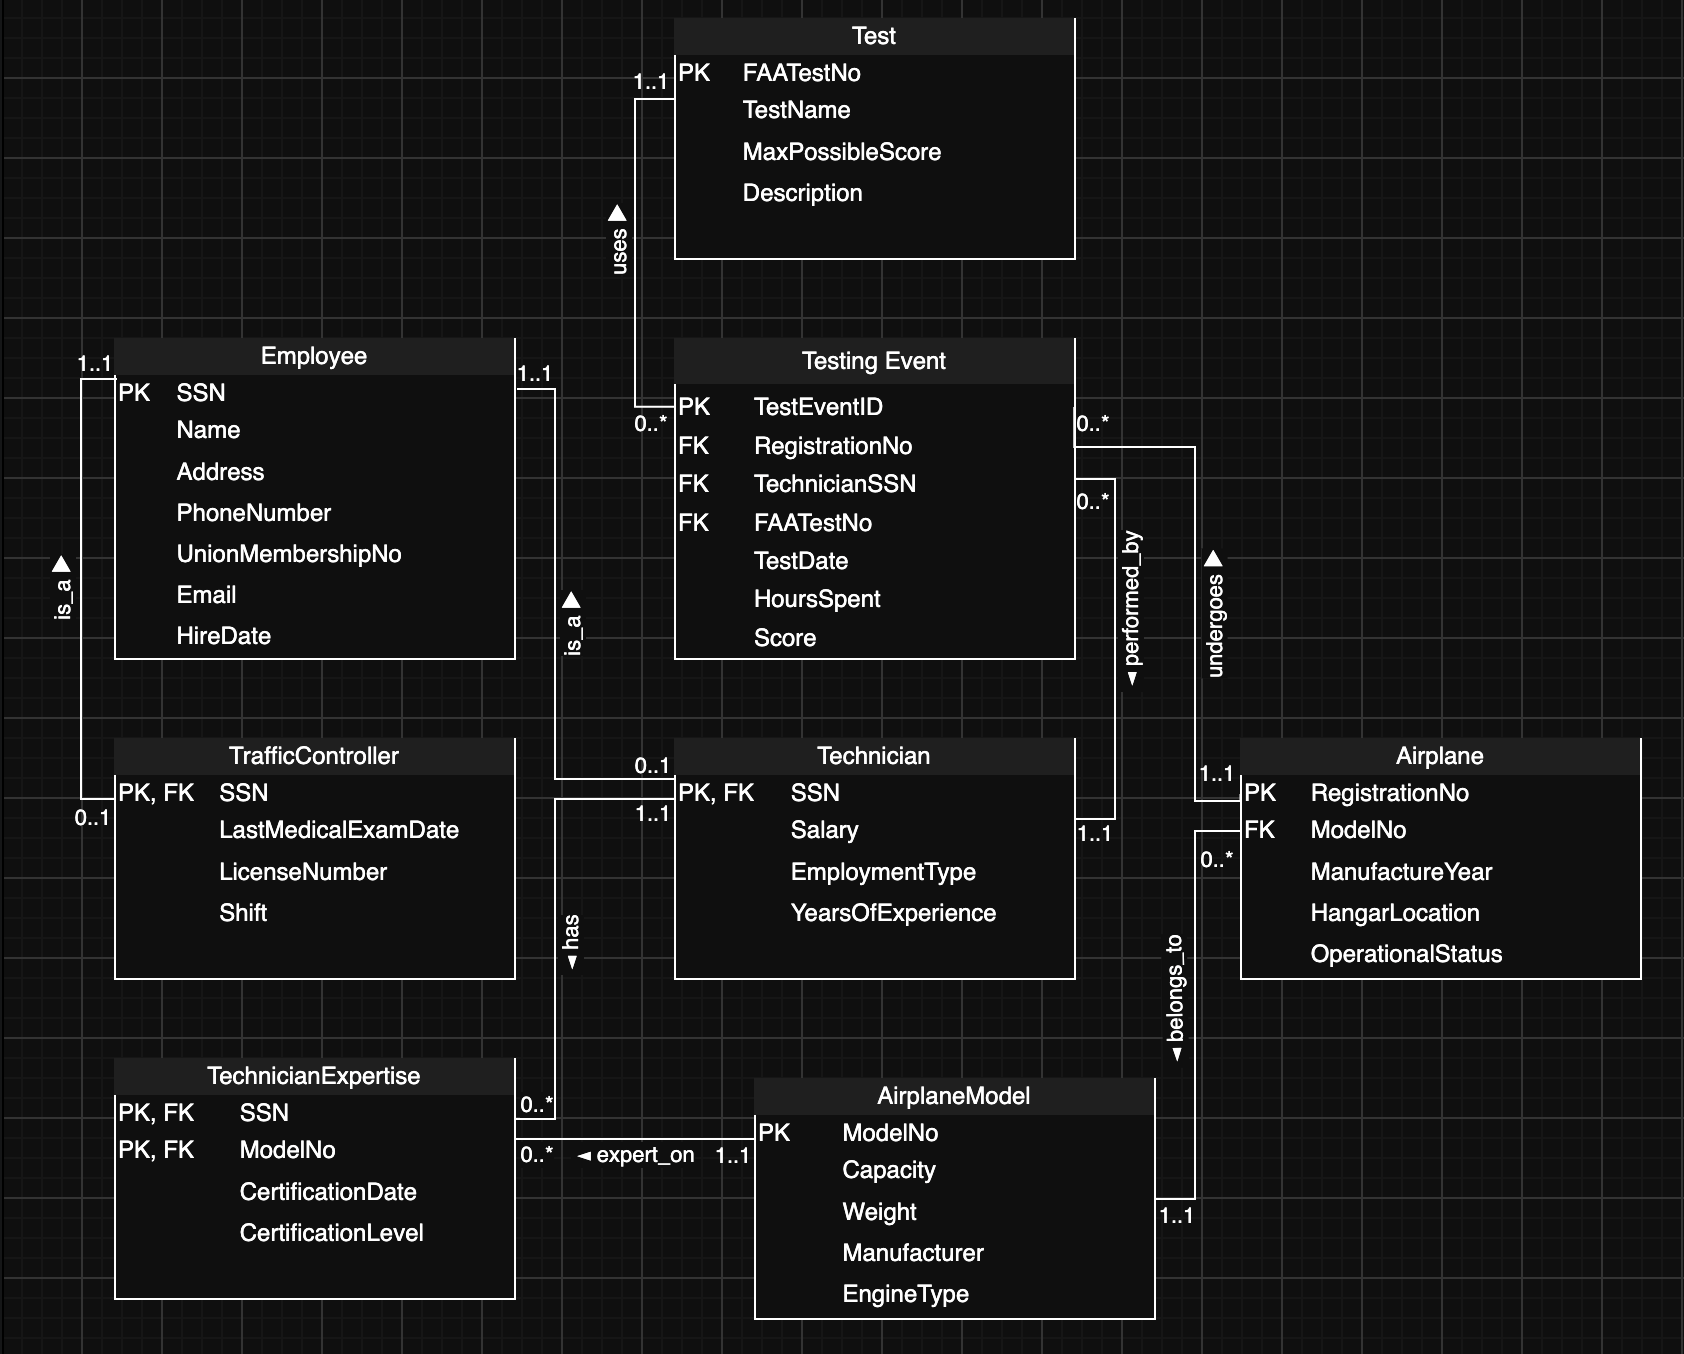 Test
PK FAATestNo
TestName
MaxPossibleScore
Description
1..1
uses ▲
0..*
Employee
PK SSN
Name
Address
PhoneNumber
UnionMembershipNo
Email
HireDate
1..1
1..1
is_a ▲
is_a ▲
Testing Event
PK TestEventID
FK RegistrationNo
FK TechnicianSSN
FK FAATestNo
TestDate
HoursSpent
Score
0..*
0..*
◄ performed_by
undergoes ▲
TrafficController
PK, FK SSN
LastMedicalExamDate
LicenseNumber
Shift
0..1
0..1
1..1
Technician
PK, FK SSN
Salary
EmploymentType
YearsOfExperience
1..1
1..1
Airplane
PK RegistrationNo
FK ModelNo
ManufactureYear
HangarLocation
OperationalStatus
0..*
◄ has
◄ belongs_to
TechnicianExpertise
PK, FK SSN
PK, FK ModelNo
CertificationDate
CertificationLevel
0..*
0..* ◄ expert_on 1..1
AirplaneModel
PK ModelNo
Capacity
Weight
Manufacturer
EngineType
1..1